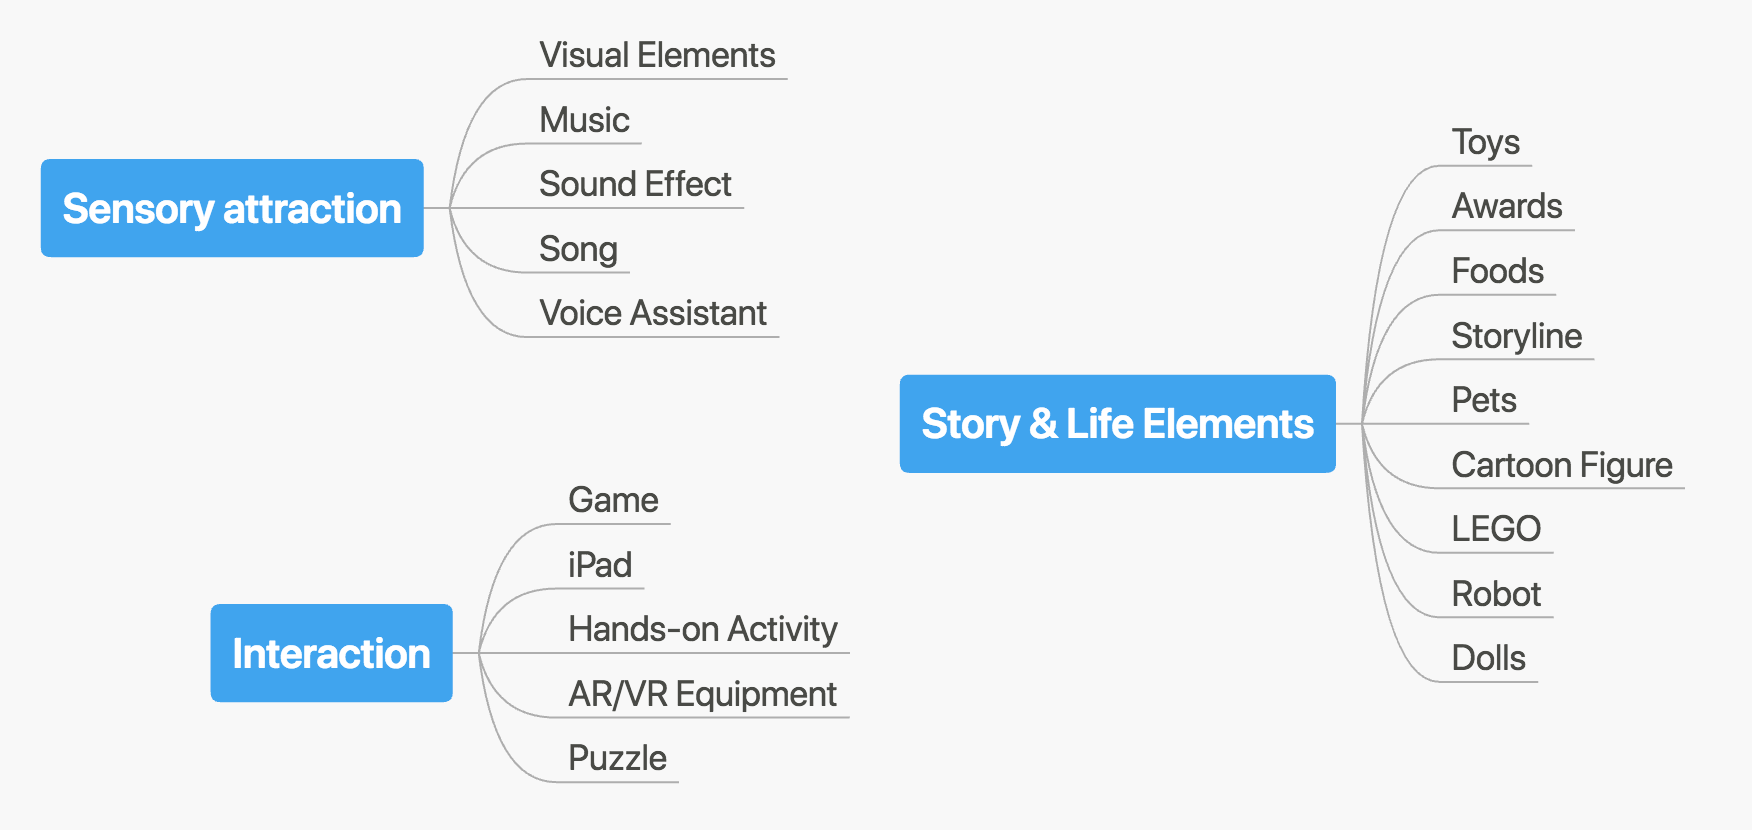 Sensory attraction
Visual Elements
Music
Sound Effect
Song
Voice Assistant
Interaction
Game
iPad
Hands-on Activity
AR/VR Equipment
Puzzle
Story & Life Elements
Toys
Awards
Foods
Storyline
Pets
Cartoon Figure
LEGO
Robot
Dolls